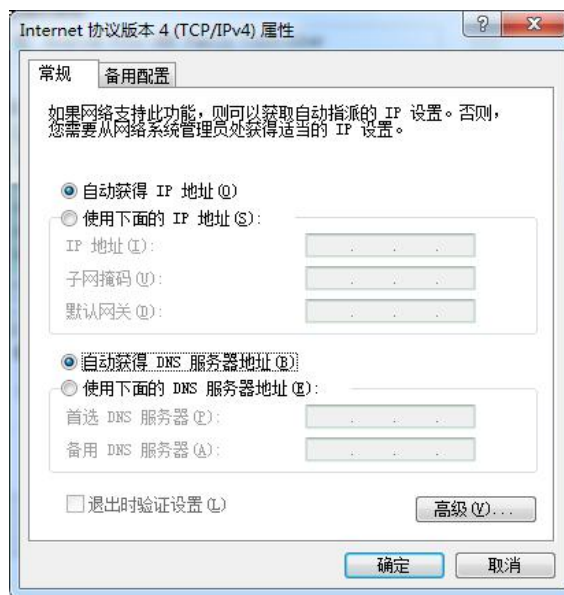 Internet 协议版本 4 (TCP/IPv4) 属性
常规
备用配置
如果网络支持此功能，则可以获取自动指派的 IP 设置。否则，
您需要从网络系统管理员处获得适当的 IP 设置。
自动获得 IP 地址(O)
使用下面的 IP 地址(S):
IP 地址(I):
子网掩码(U):
默认网关(D):
自动获得 DNS 服务器地址(B)
使用下面的 DNS 服务器地址(E):
首选 DNS 服务器(P):
备用 DNS 服务器(A):
退出时验证设置(L)
高级(V)...
确定
取消